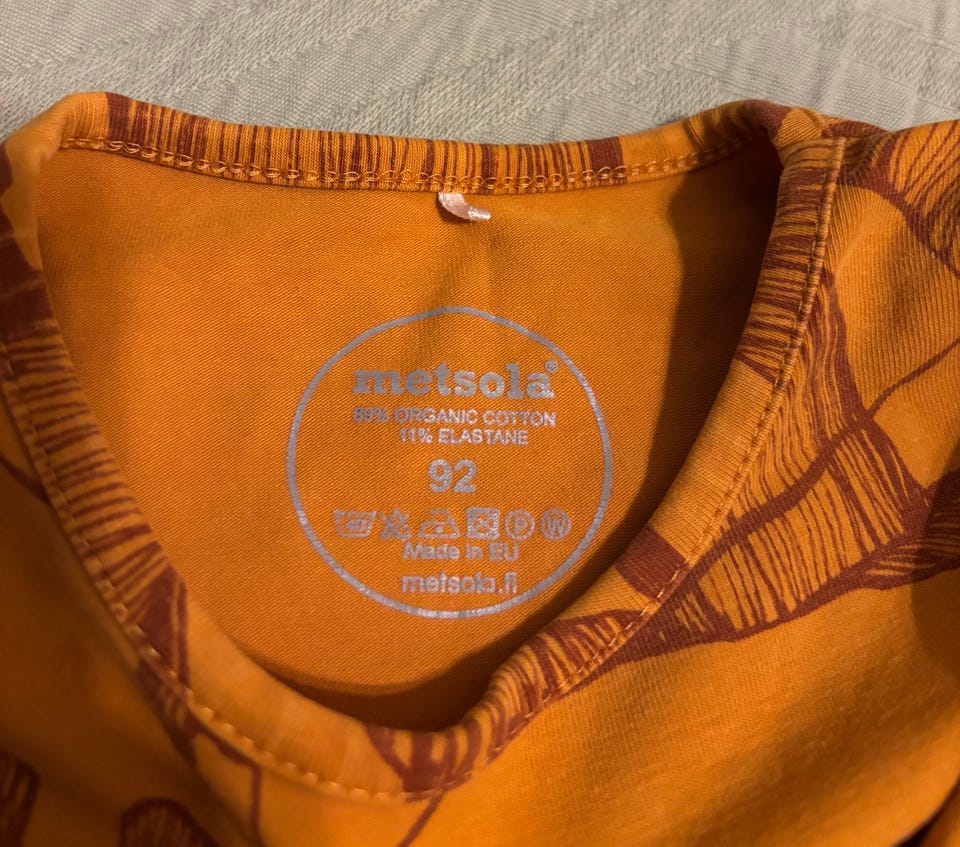 metsola®
89% ORGANIC COTTON
11% ELASTANE
92
P W
Made in EU
metsola.fi